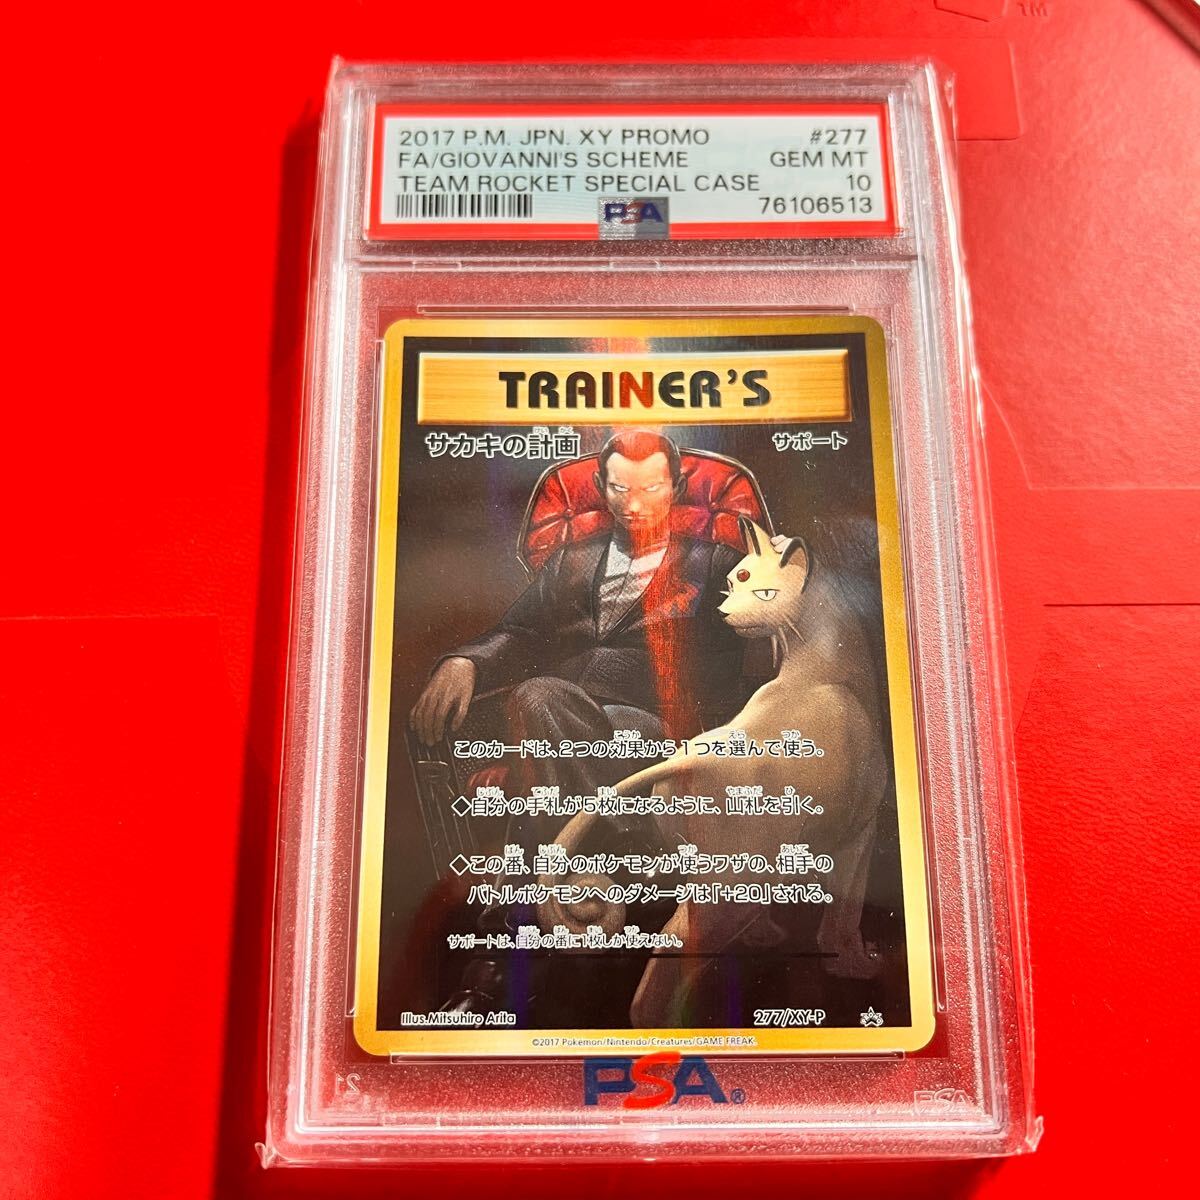 TM
2017 P.M. JPN. XY PROMO #277
FA/GIOVANNI'S SCHEME GEM MT
TEAM ROCKET SPECIAL CASE 10
PSA 76106513
TRAINER'S
サカキの計画 サポート
このカードは、2つの効果から1つを選んで使う。
◆自分の手札が5枚になるように、山札を引く。
◆この番、自分のポケモンが使うワザの、相手の
バトルポケモンへのダメージは「+20」される。
サポートは、自分の番に1枚しか使えない。
Illus.Mitsuhiro Arita 277/XY-P
©2017 Pokémon/Nintendo/Creatures/GAME FREAK.
PSA®
PSA